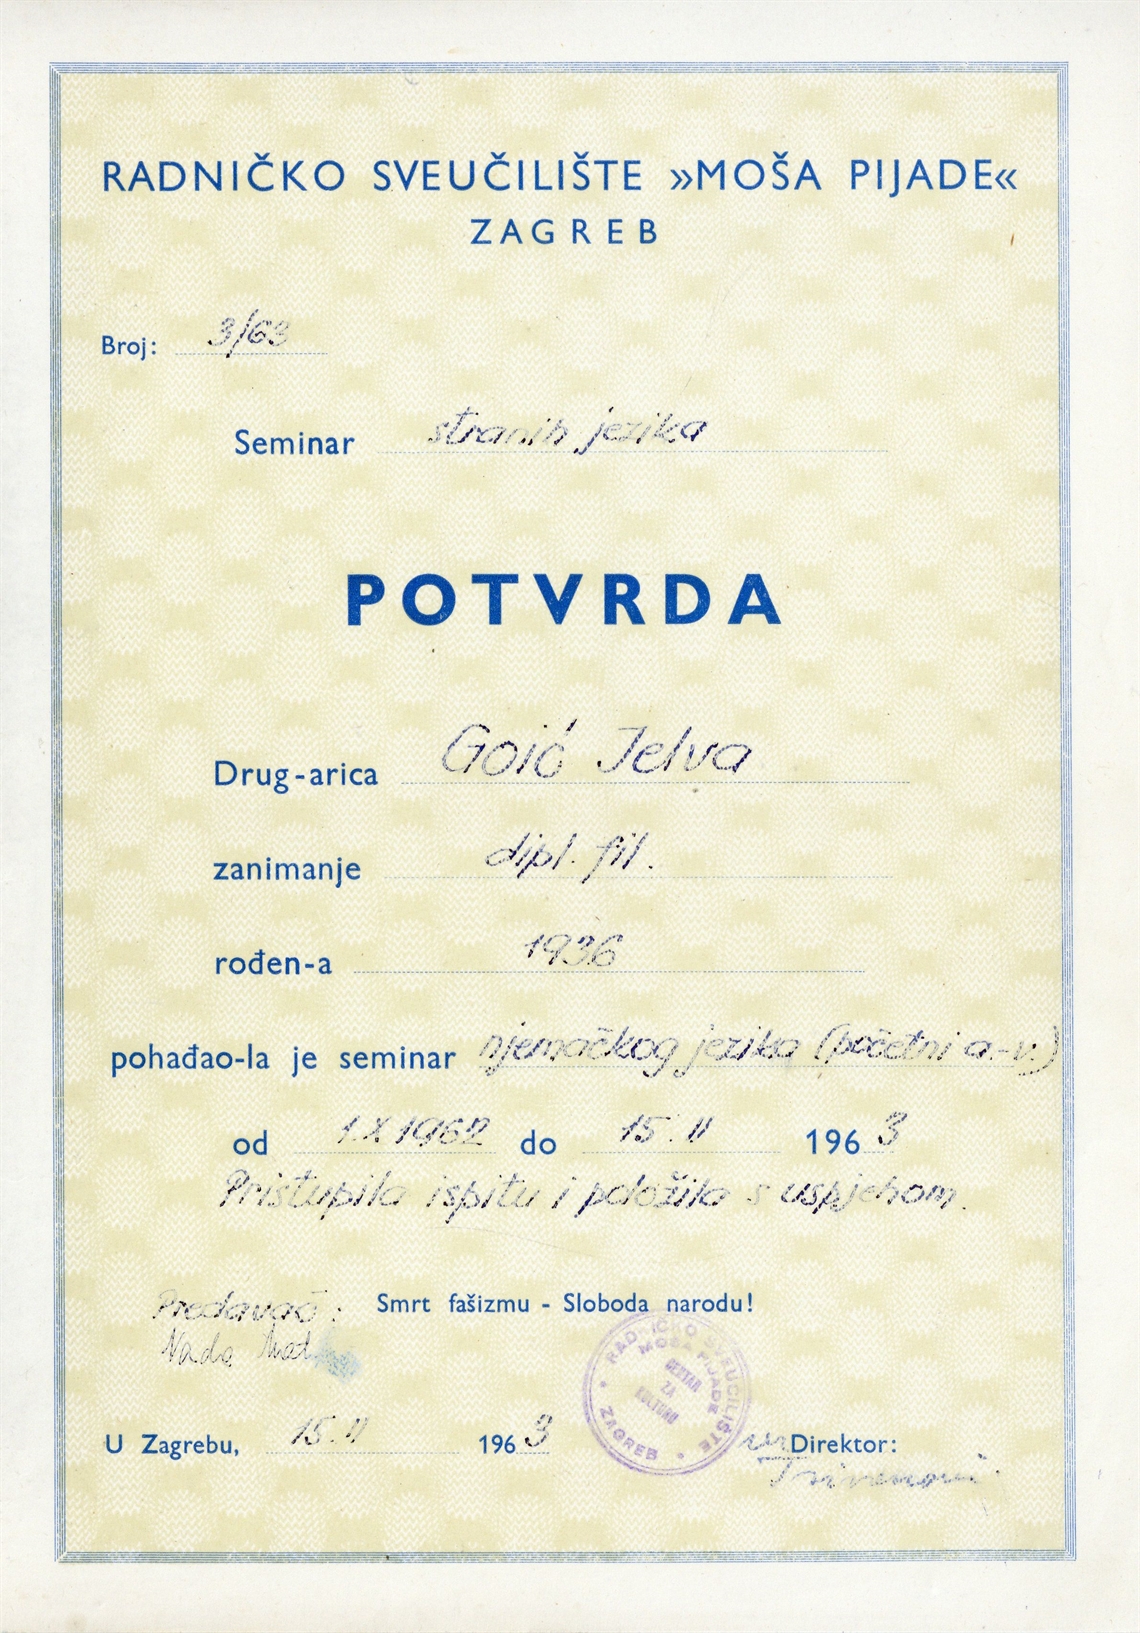 RADNIČKO SVEUČILIŠTE »MOŠA PIJADE«
ZAGREB
Broj: 3/63
Seminar stranih jezika
POTVRDA
Drug-arica Goić Jelva
zanimanje dipl. fil.
rođen-a 1936
pohađao-la je seminar njemačkog jezika (početni a.-v.)
od 1.X 1962 do 15. II 1963
Pristupila ispitu i položila s uspjehom.
Smrt fašizmu - Sloboda narodu!
Predavač:
Nada
RADNIČKO SVEUČILIŠTE
MOŠA PIJADE
CENTAR
ZA
KULTURU
ZAGREB
U Zagrebu, 15. II 1963
Direktor: